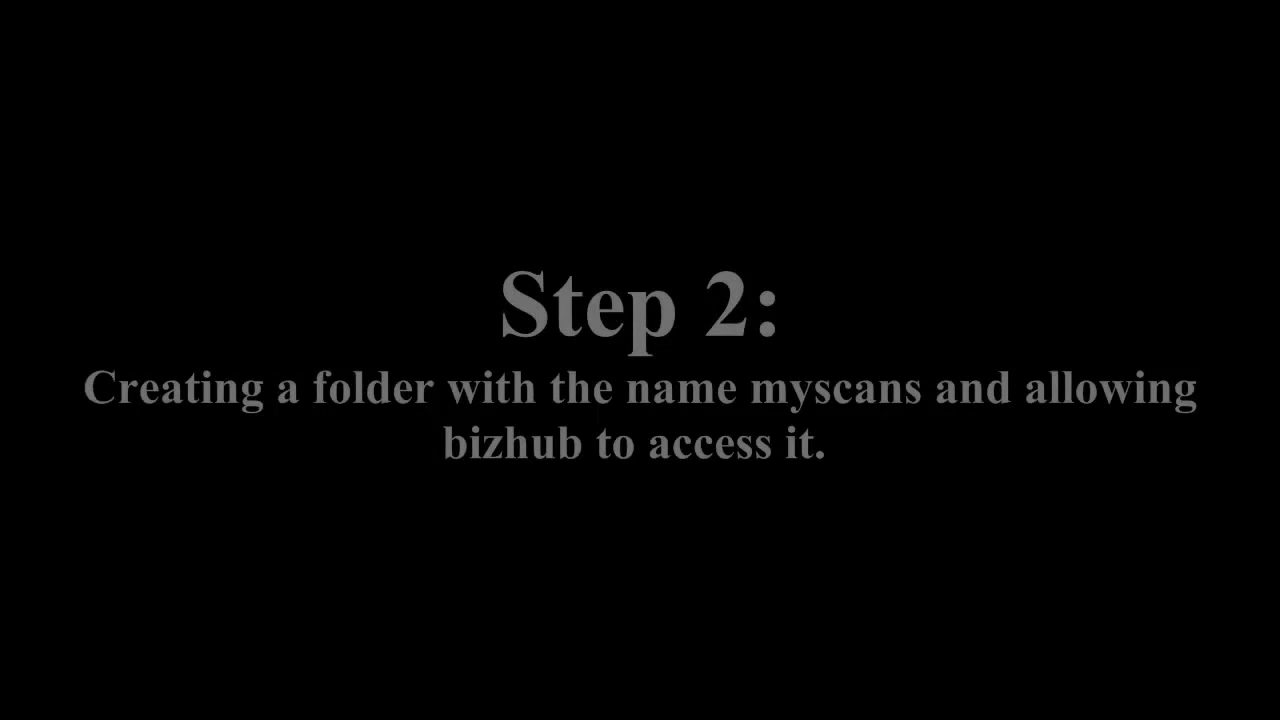 Step 2:
Creating a folder with the name myscans and allowing
bizhub to access it.